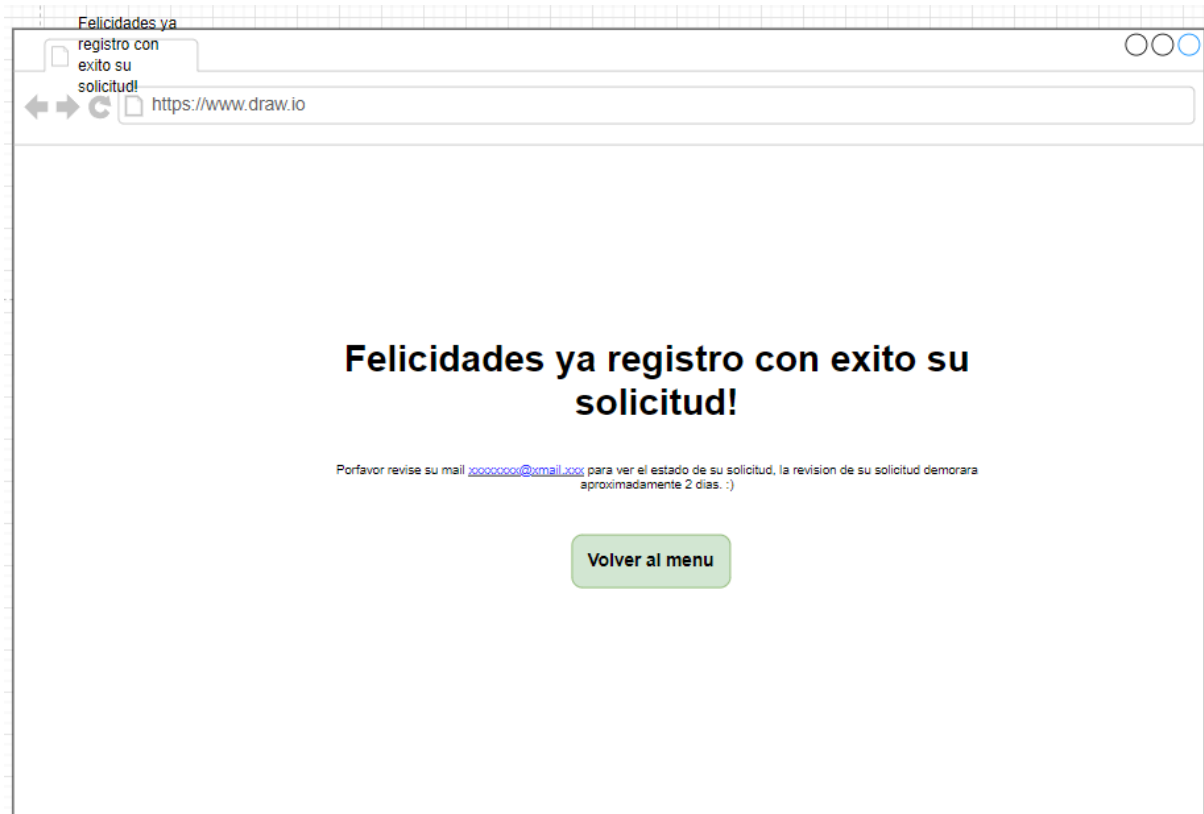 Felicidades ya
registro con
exito su
solicitud!
https://www.draw.io
Felicidades ya registro con exito su
solicitud!
Porfavor revise su mail xxxxxxxx@xmail.xxx para ver el estado de su solicitud, la revision de su solicitud demorara
aproximadamente 2 dias. :)
Volver al menu